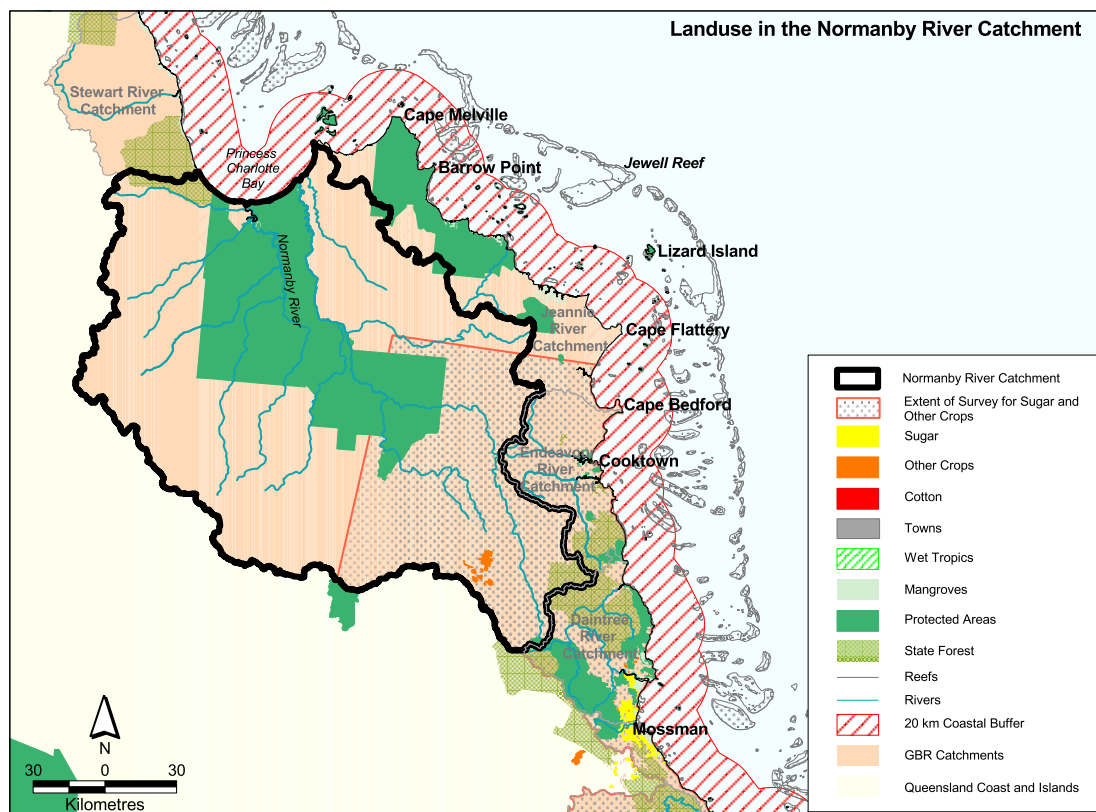 Landuse in the Normanby River Catchment
Stewart River
Catchment
Cape Melville
Princess
Charlotte
Bay
Barrow Point
Jewell Reef
Normanby River
Lizard Island
Jeannie
River
Catchment
Cape Flattery
Cape Bedford
Endeavour
River
Catchment
Cooktown
Daintree
River
Catchment
Mossman
N
30 0 30
Kilometres
Normanby River Catchment
Extent of Survey for Sugar and
Other Crops
Sugar
Other Crops
Cotton
Towns
Wet Tropics
Mangroves
Protected Areas
State Forest
Reefs
Rivers
20 km Coastal Buffer
GBR Catchments
Queensland Coast and Islands